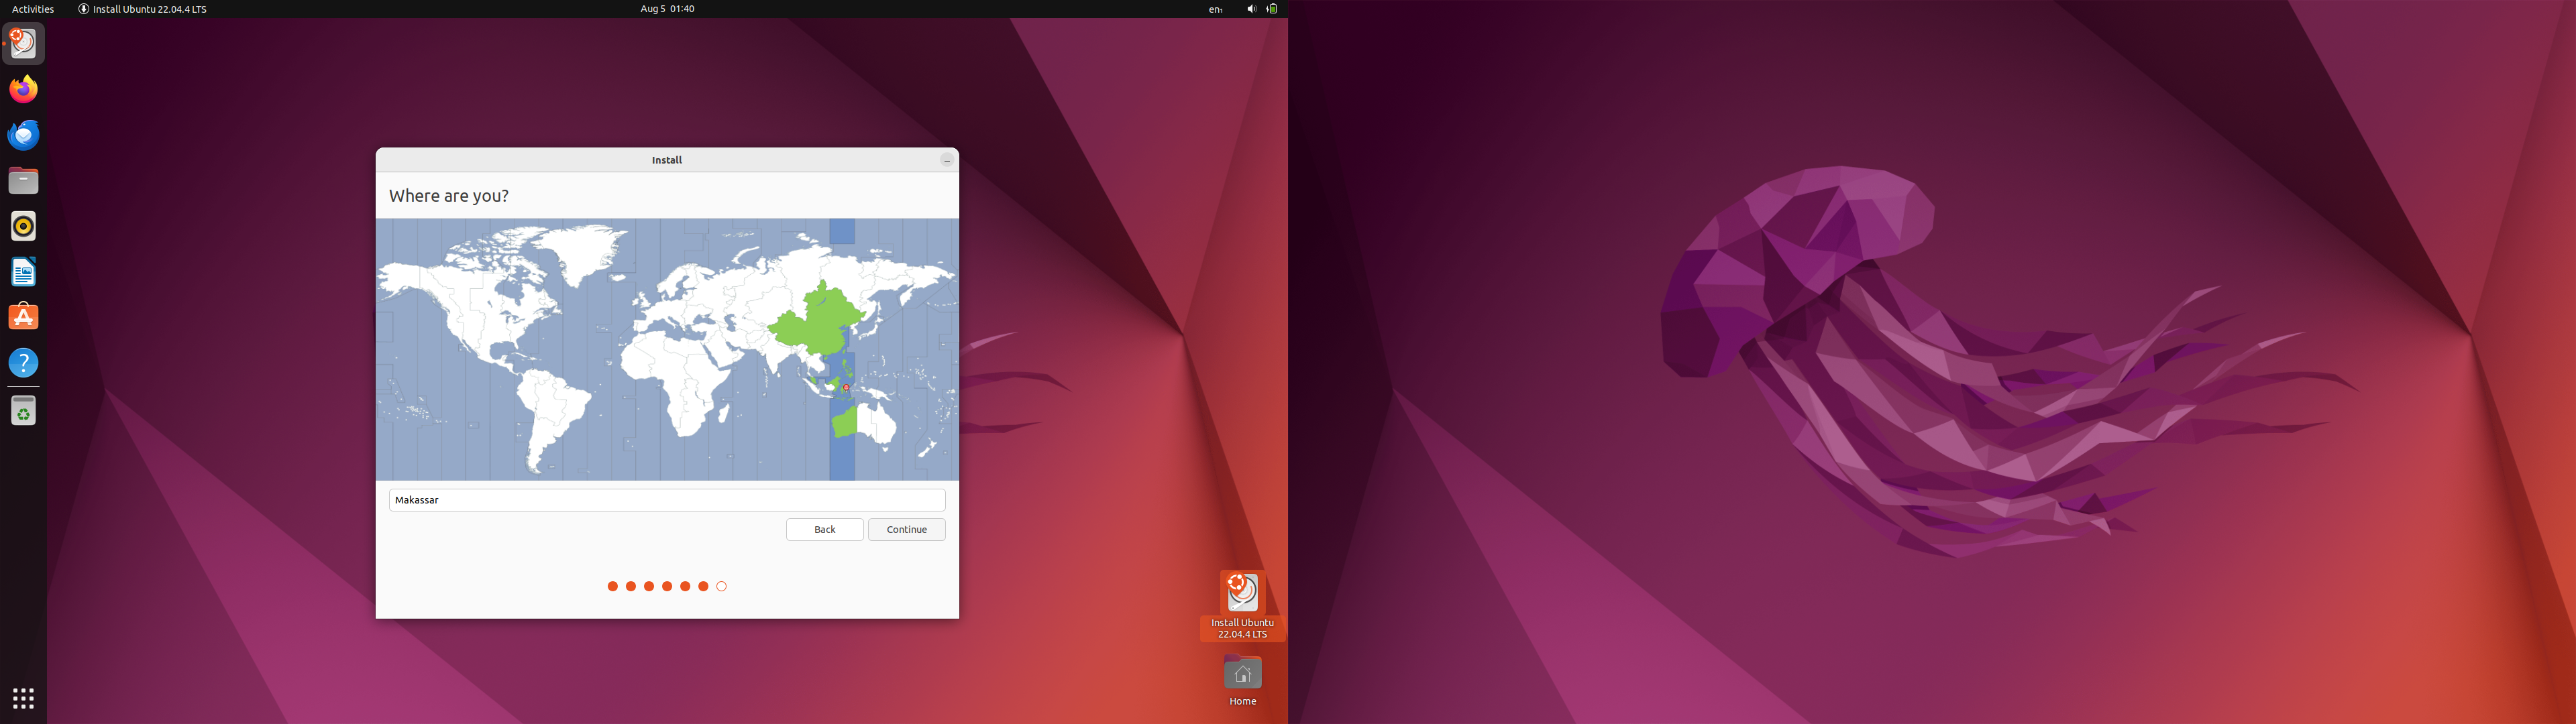 Activities
Install Ubuntu 22.04.4 LTS
Aug 5 01:40
en₁
Install
Where are you?
Makassar
Back
Continue
Install Ubuntu
22.04.4 LTS
Home